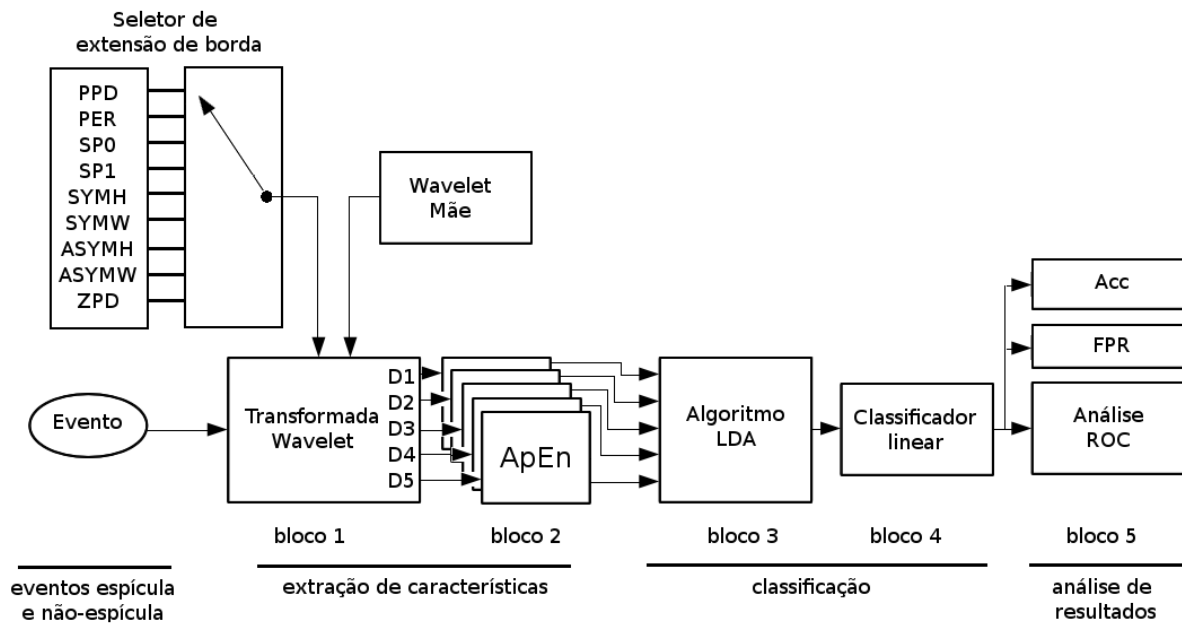 Seletor de
extensão de borda
PPD
PER
SP0
SP1
SYMH
SYMW
ASYMH
ASYMW
ZPD
Wavelet
Mãe
Evento
Transformada
Wavelet
D1
D2
D3
D4
D5
ApEn
Algoritmo
LDA
Classificador
linear
Acc
FPR
Análise
ROC
bloco 1
bloco 2
bloco 3
bloco 4
bloco 5
eventos espícula
e não-espícula
extração de característificas
classificação
análise de
resultados